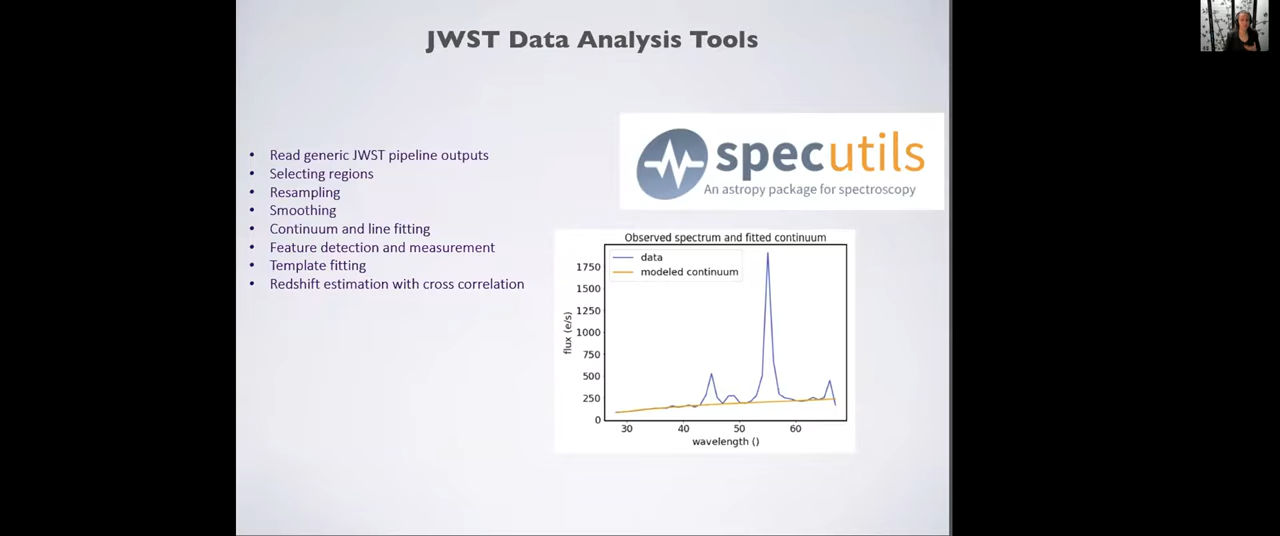 JWST Data Analysis Tools
• Read generic JWST pipeline outputs
• Selecting regions
• Resampling
• Smoothing
• Continuum and line fitting
• Feature detection and measurement
• Template fitting
• Redshift estimation with cross correlation
specutils
An astropy package for spectroscopy
Observed spectrum and fitted continuum
data
modeled continuum
1750
1500
1250
1000
750
500
250
0
flux (e/s)
30 40 50 60
wavelength ()